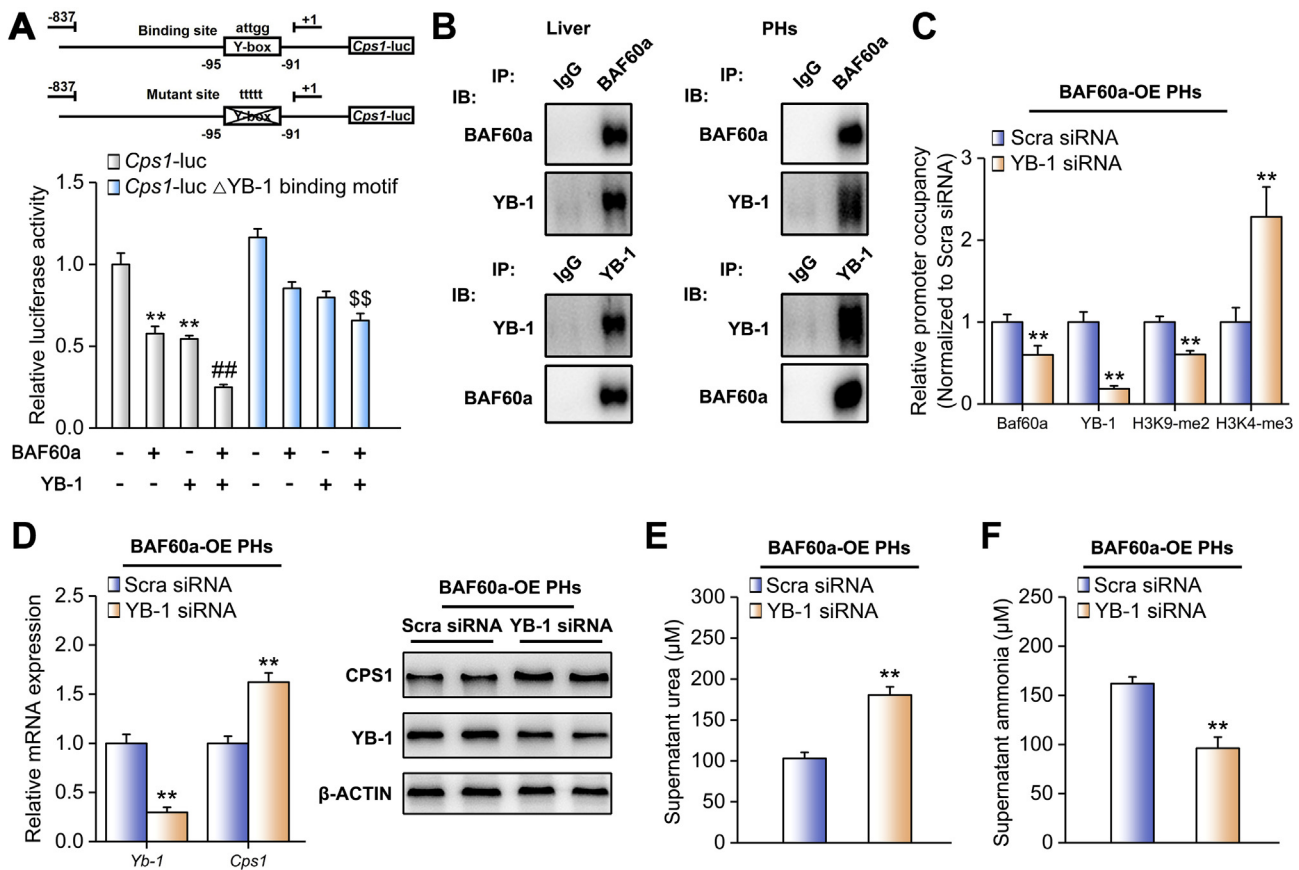 A
-837
Binding site
attgg
+1
Y-box
Cps1-luc
-95
-91
-837
Mutant site
ttttt
+1
Y-box
Cps1-luc
-95
-91
Cps1-luc
Cps1-luc △YB-1 binding motif
Relative luciferase activity
1.5
1.0
0.5
0.0
**
**
##
$$
BAF60a - + - + - + - +
YB-1 - - + + - - + +
B
Liver
IP: IgG BAF60a
IB:
BAF60a
YB-1
IP: IgG YB-1
IB:
YB-1
BAF60a
PHs
IP: IgG BAF60a
IB:
BAF60a
YB-1
IP: IgG YB-1
IB:
YB-1
BAF60a
C
BAF60a-OE PHs
Scra siRNA
YB-1 siRNA
Relative promoter occupancy
(Normalized to Scra siRNA)
3
2
1
0
**
**
**
**
Baf60a YB-1 H3K9-me2 H3K4-me3
D
BAF60a-OE PHs
Scra siRNA
YB-1 siRNA
Relative mRNA expression
2.5
2.0
1.5
1.0
0.5
0.0
**
**
Yb-1 Cps1
BAF60a-OE PHs
Scra siRNA YB-1 siRNA
CPS1
YB-1
β-ACTIN
E
BAF60a-OE PHs
Scra siRNA
YB-1 siRNA
Supernatant urea (μM)
300
250
200
150
100
50
0
**
F
BAF60a-OE PHs
Scra siRNA
YB-1 siRNA
Supernatant ammonia (μM)
250
200
150
100
50
0
**